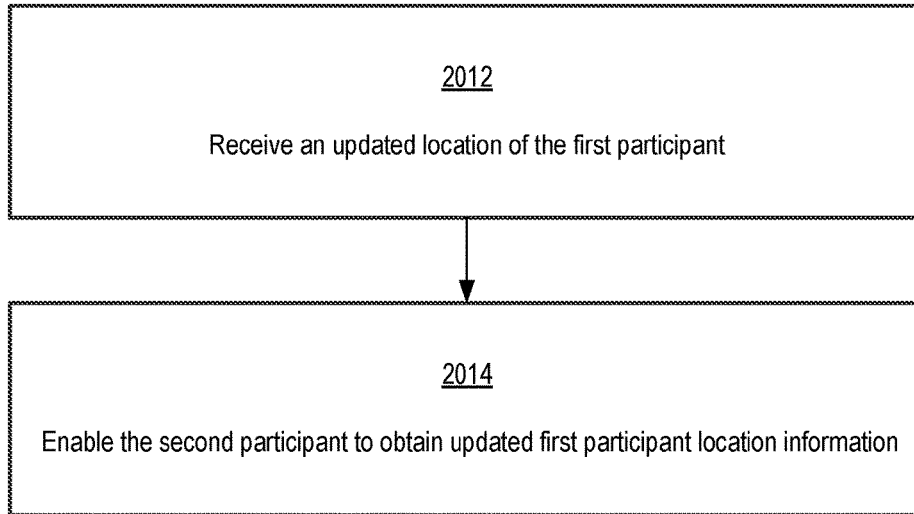 2012
Receive an updated location of the first participant
2014
Enable the second participant to obtain updated first participant location information